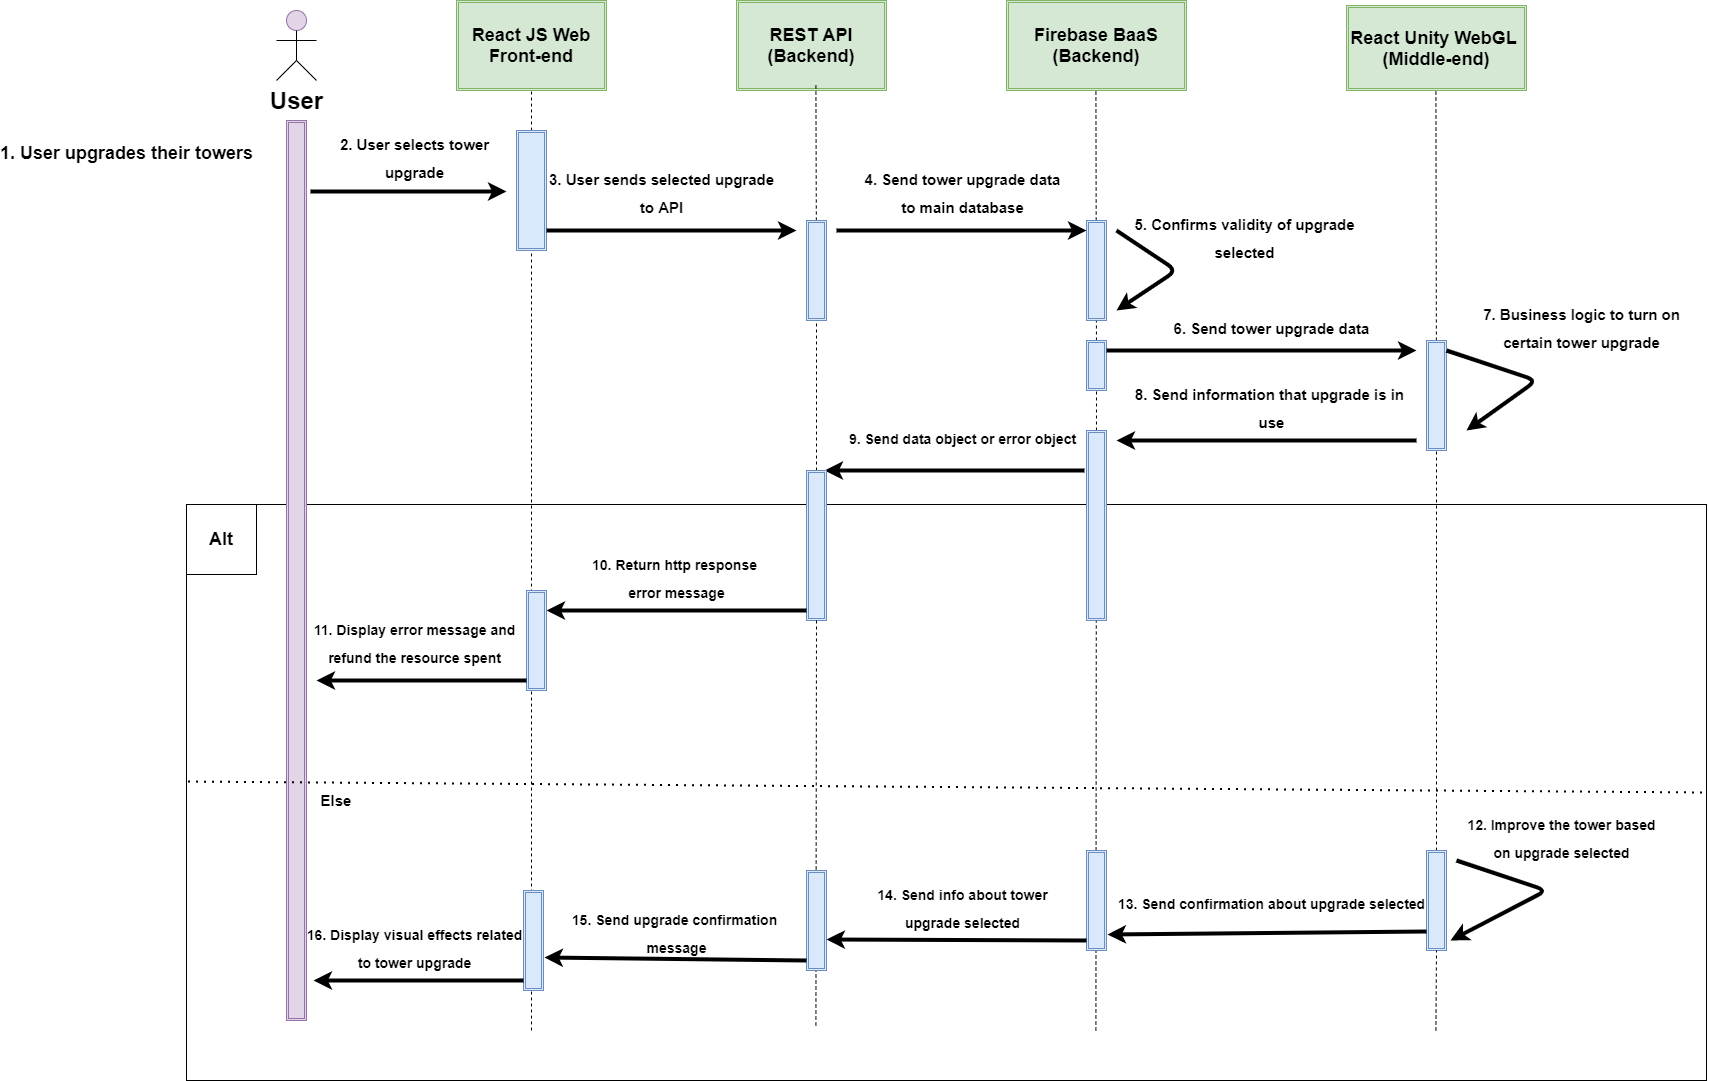 React JS Web
Front-end
REST API
(Backend)
Firebase BaaS
(Backend)
React Unity WebGL
(Middle-end)
User
1. User upgrades their towers
2. User selects tower
upgrade
3. User sends selected upgrade
to API
4. Send tower upgrade data
to main database
5. Confirms validity of upgrade
selected
6. Send tower upgrade data
7. Business logic to turn on
certain tower upgrade
8. Send information that upgrade is in
use
9. Send data object or error object
Alt
10. Return http response
error message
11. Display error message and
refund the resource spent
Else
12. Improve the tower based
on upgrade selected
13. Send confirmation about upgrade selected
14. Send info about tower
upgrade selected
15. Send upgrade confirmation
message
16. Display visual effects related
to tower upgrade